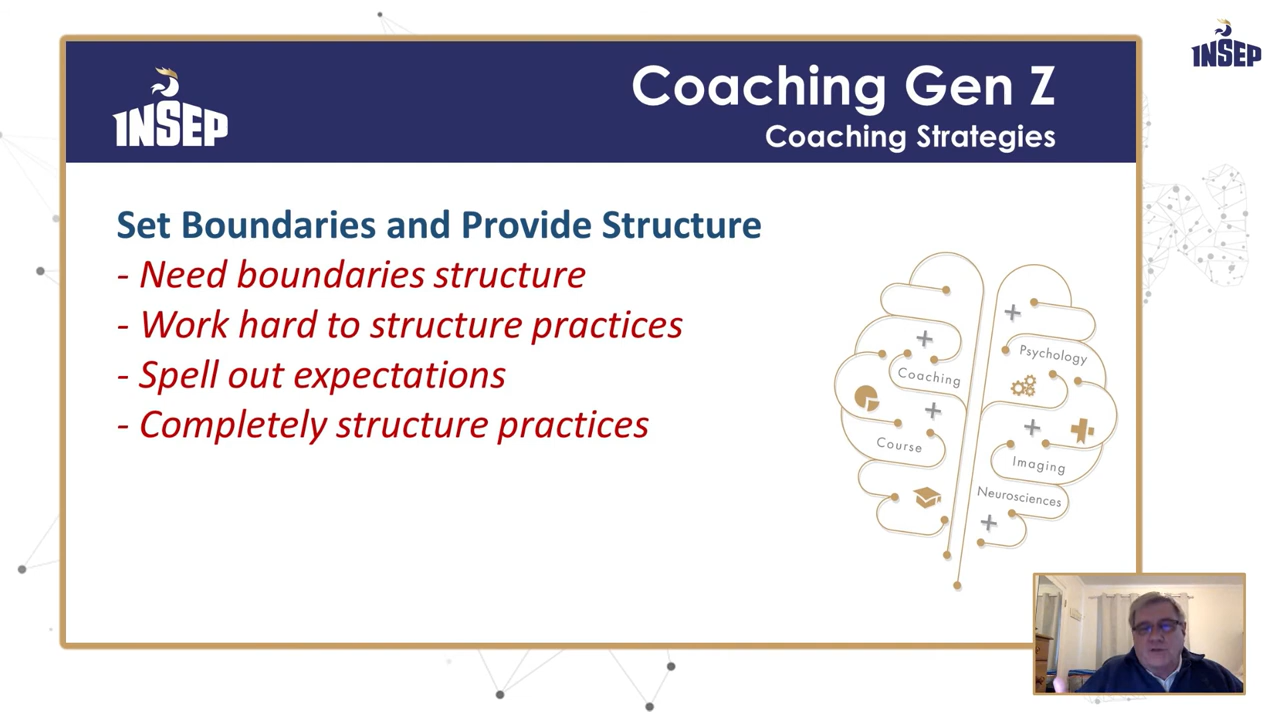 INSEP
Coaching Gen Z
Coaching Strategies
INSEP
Set Boundaries and Provide Structure
- Need boundaries structure
- Work hard to structure practices
- Spell out expectations
- Completely structure practices
Psychology
Coaching
Course
Imaging
Neurosciences